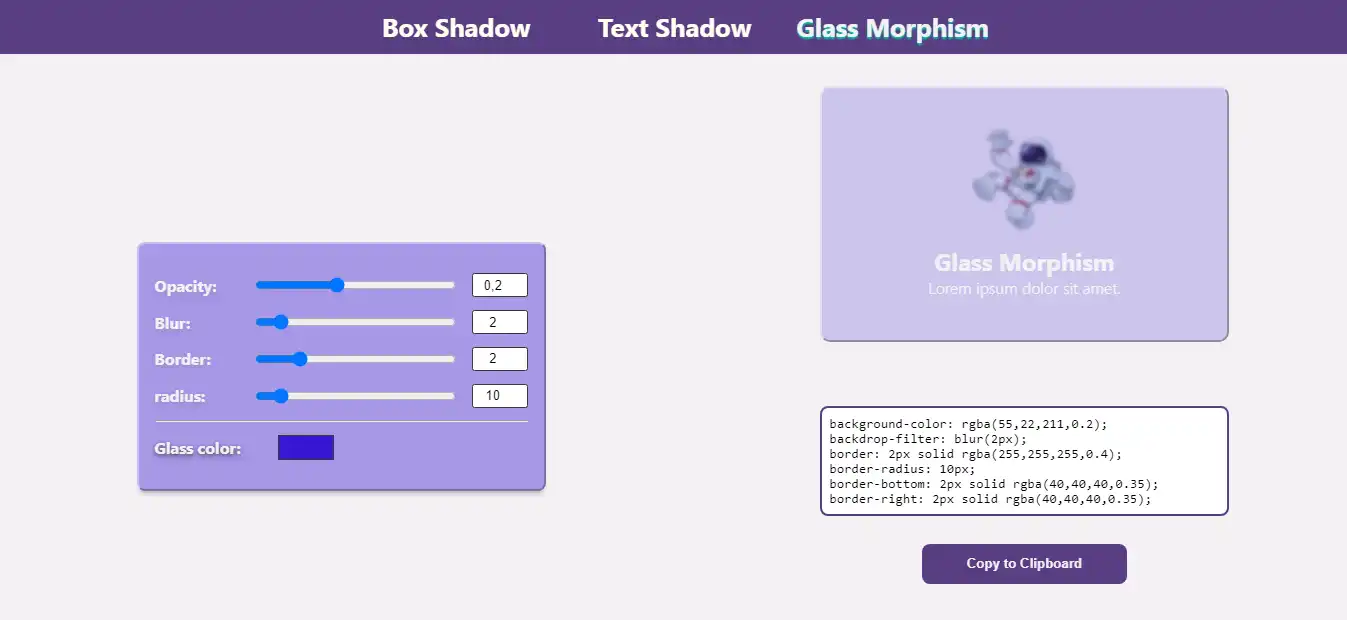 Box Shadow Text Shadow Glass Morphism
Opacity: 0,2
Blur: 2
Border: 2
radius: 10
Glass color:
Glass Morphism
Lorem ipsum dolor sit amet.
background-color: rgba(55,22,211,0.2);
backdrop-filter: blur(2px);
border: 2px solid rgba(255,255,255,0.4);
border-radius: 10px;
border-bottom: 2px solid rgba(40,40,40,0.35);
border-right: 2px solid rgba(40,40,40,0.35);
Copy to Clipboard